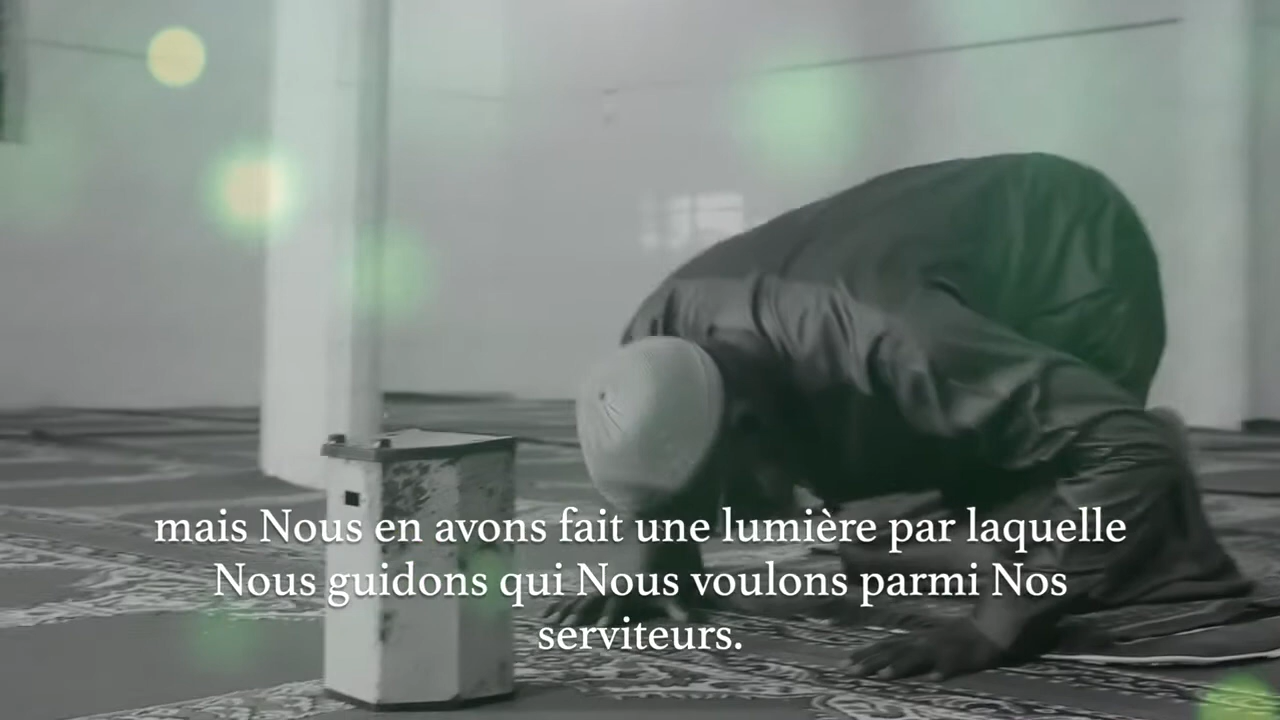 mais Nous en avons fait une lumière par laquelle
Nous guidons qui Nous voulons parmi Nos
serviteurs.